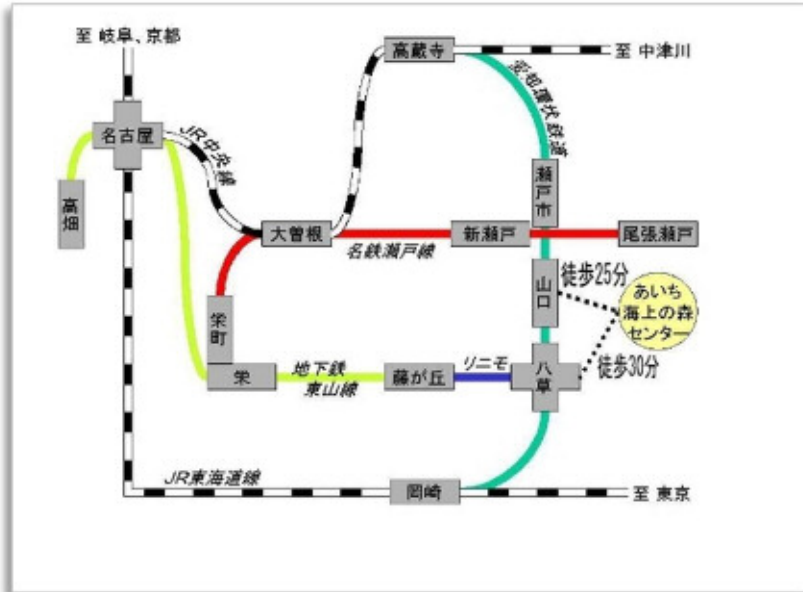 至 岐阜、京都
高蔵寺
至 中津川
愛知環状鉄道
名古屋
JR中央線
瀬戸市
高畑
大曽根
新瀬戸
尾張瀬戸
名鉄瀬戸線
山口
徒歩25分
あいち
海上の森
センター
栄町
栄
地下鉄
東山線
藤が丘
リニモ
八草
徒歩30分
JR東海道線
岡崎
至 東京